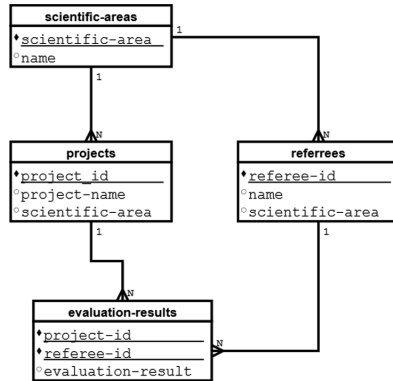 scientific-areas
scientific-area
name
1
1
N
N
projects
project_id
project-name
scientific-area
referrees
referee-id
name
scientific-area
1
1
N
N
evaluation-results
project-id
referee-id
evaluation-result